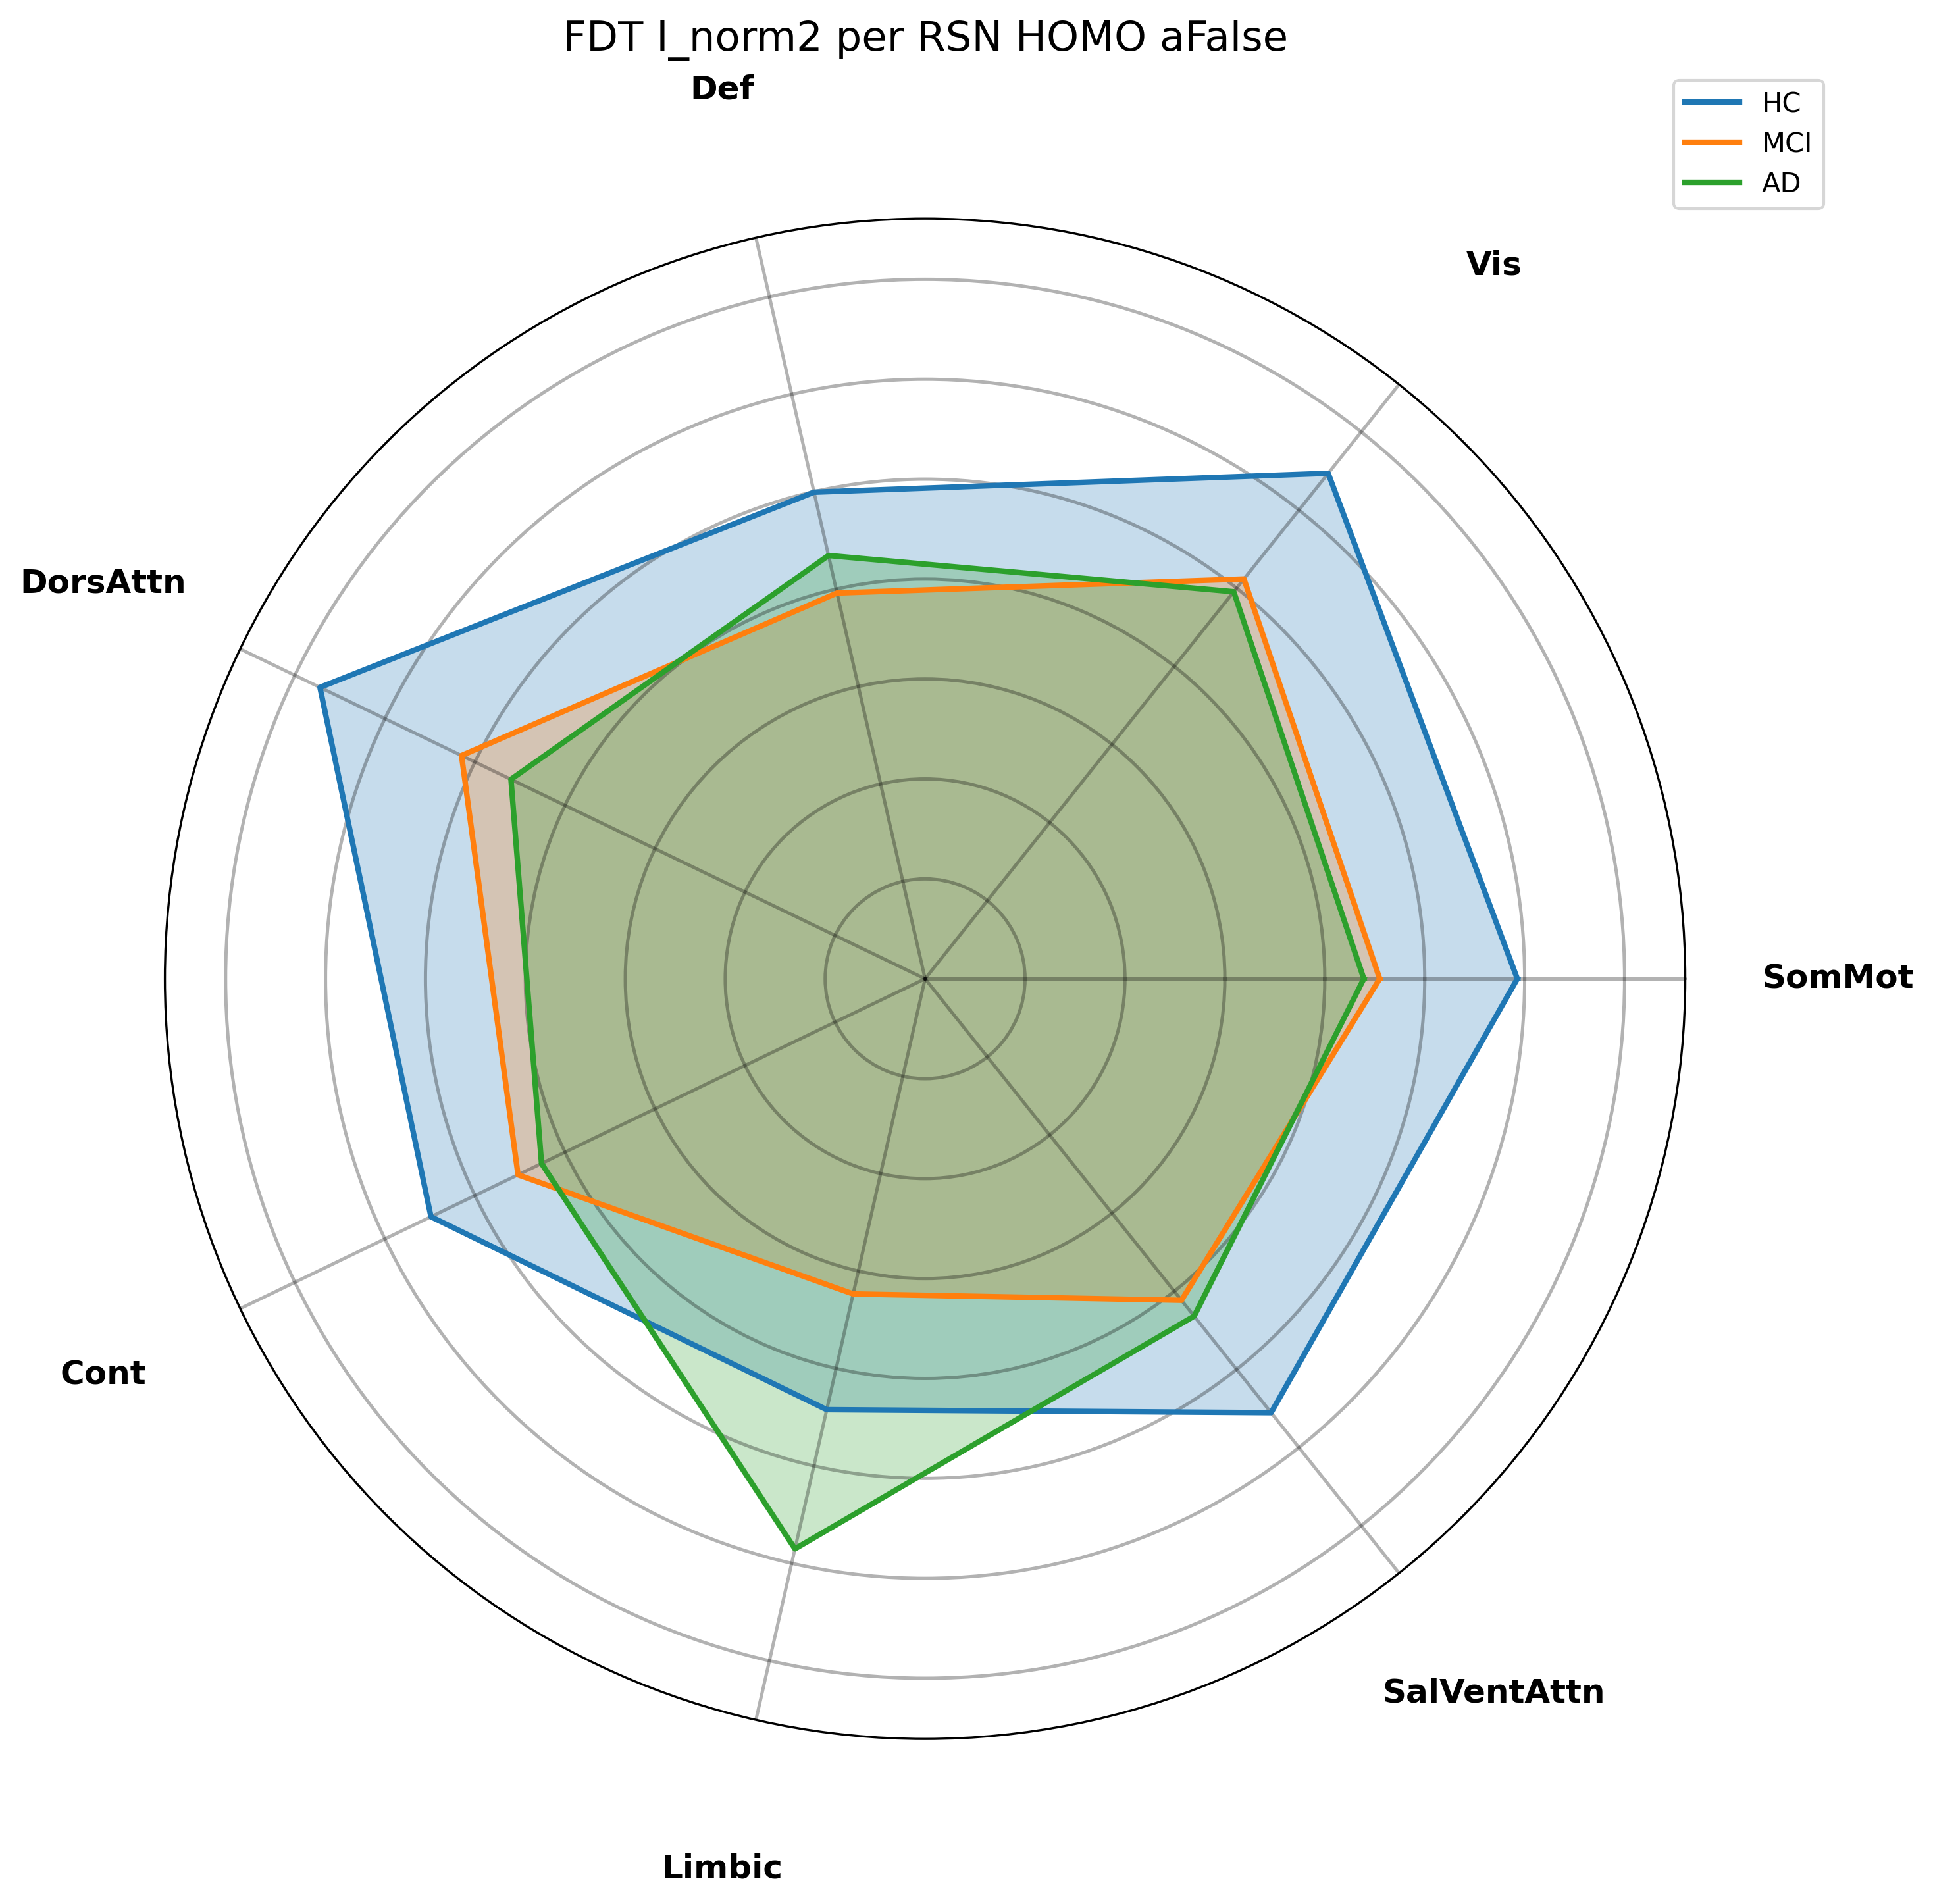 FDT I_norm2 per RSN HOMO aFalse
Def
HC
MCI
AD
Vis
DorsAttn
SomMot
Cont
SalVentAttn
Limbic